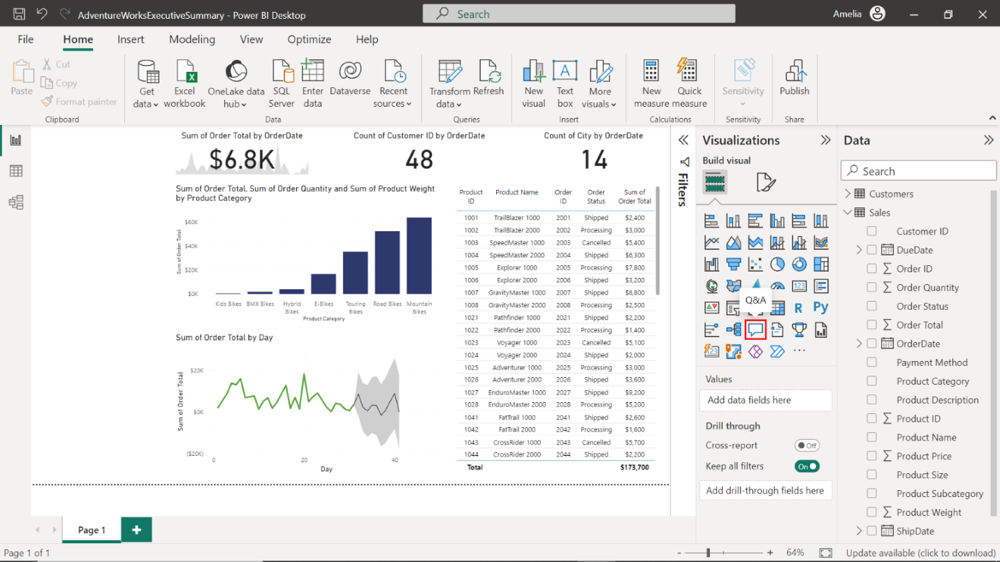 AdventureWorksExecutiveSummary - Power BI Desktop
Search
Amelia
File
Home
Insert
Modeling
View
Optimize
Help
Paste
Cut
Copy
Format painter
Clipboard
Get data
Excel workbook
OneLake data hub
SQL Server
Enter data
Dataverse
Recent sources
Data
Transform data
Refresh
Queries
New visual
A
Text box
More visuals
Insert
New measure
Quick measure
Calculations
Sensitivity
Sensitivity
Publish
Share
Sum of Order Total by OrderDate
$6.8K
Count of Customer ID by OrderDate
48
Count of City by OrderDate
14
Sum of Order Total, Sum of Order Quantity and Sum of Product Weight
by Product Category
Sum of Order Total
$60K
$40K
$20K
$0K
Kids Bikes
BMX Bikes
Hybrid Bikes
E-Bikes
Touring Bikes
Road Bikes
Mountain Bikes
Product Category
Sum of Order Total by Day
Sum of Order Total
$20K
$0K
($20K)
0
20
40
Day
Product ID Product Name Order ID Order Status Sum of Order Total
1001 TrailBlazer 1000 2001 Shipped $2,400
1002 TrailBlazer 2000 2002 Processing $3,000
1003 SpeedMaster 1000 2003 Cancelled $5,400
1004 SpeedMaster 2000 2004 Shipped $6,300
1005 Explorer 1000 2005 Processing $7,800
1006 Explorer 2000 2006 Shipped $3,200
1007 GravityMaster 1000 2007 Shipped $8,800
1008 GravityMaster 2000 2008 Processing $2,500
1021 Pathfinder 1000 2021 Shipped $2,200
1022 Pathfinder 2000 2022 Processing $1,400
1023 Voyager 1000 2023 Cancelled $5,100
1024 Voyager 2000 2024 Shipped $2,000
1025 Adventurer 1000 2025 Processing $3,000
1026 Adventurer 2000 2026 Shipped $3,600
1027 EnduroMaster 1000 2027 Shipped $9,200
1028 EnduroMaster 2000 2028 Processing $5,200
1041 FatTrail 1000 2041 Shipped $2,600
1042 FatTrail 2000 2042 Processing $1,600
1043 CrossRider 1000 2043 Cancelled $5,700
1044 CrossRider 2000 2044 Shipped $2,200
Total $173,700
Filters
Visualizations
Build visual
123
Q&A
R
Py
123
Values
Add data fields here
Drill through
Cross-report
Off
Keep all filters
On
Add drill-through fields here
Data
Search
Customers
Sales
Customer ID
DueDate
Order ID
Order Quantity
Order Status
Order Total
OrderDate
Payment Method
Product Category
Product Description
Product ID
Product Name
Product Price
Product Size
Product Subcategory
Product Weight
ShipDate
Page 1
Page 1 of 1
64%
Update available (click to download)